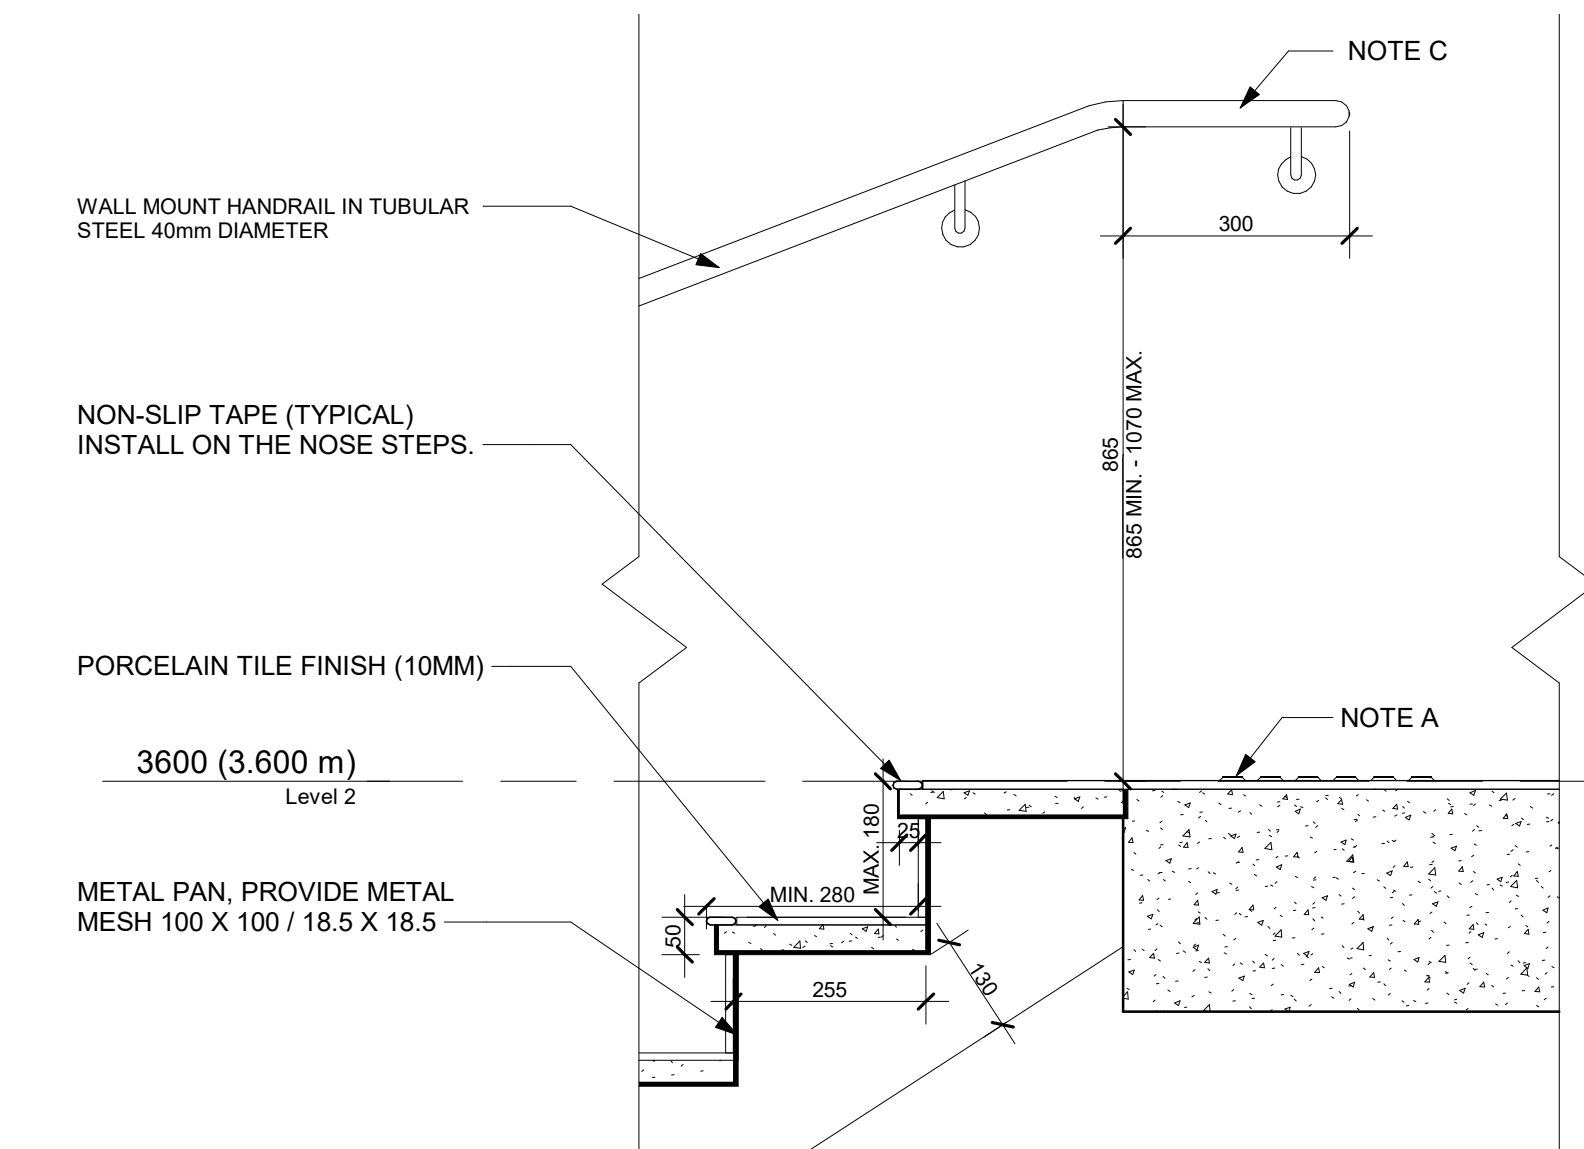 NOTE C
WALL MOUNT HANDRAIL IN TUBULAR
STEEL 40mm DIAMETER
300
865
865 MIN. - 1070 MAX.
NON-SLIP TAPE (TYPICAL)
INSTALL ON THE NOSE STEPS.
PORCELAIN TILE FINISH (10MM)
NOTE A
3600 (3.600 m)
Level 2
MAX. 180
25
METAL PAN, PROVIDE METAL
MESH 100 X 100 / 18.5 X 18.5
MIN. 280
50
255
130